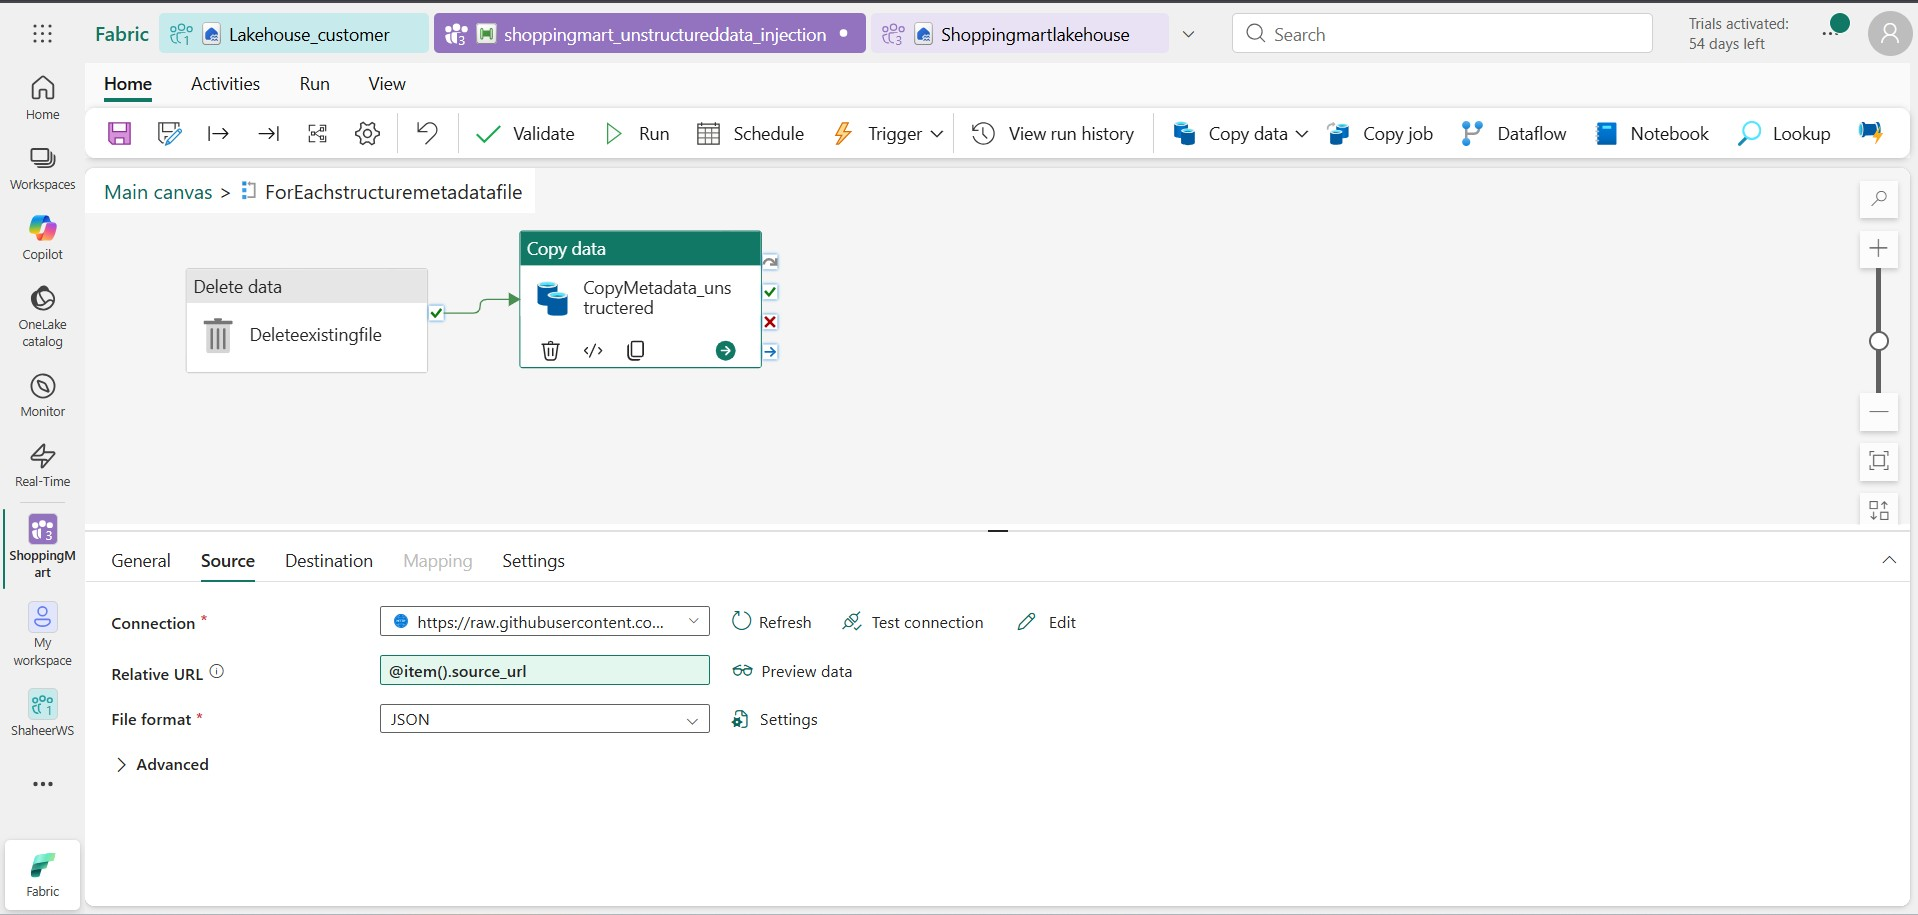 Fabric
Lakehouse_customer
shoppingmart_unstructureddata_injection
Shoppingmartlakehouse
Search
Trials activated:
54 days left
Home
Activities
Run
View
Validate
Run
Schedule
Trigger
View run history
Copy data
Copy job
Dataflow
Notebook
Lookup
Home
Workspaces
Copilot
OneLake
catalog
Monitor
Real-Time
3
ShoppingM
art
My
workspace
1
ShaheerWS
Fabric
Main canvas > ForEachstructuremetadatafile
Delete data
Deleteexistingfile
Copy data
CopyMetadata_uns
tructered
General
Source
Destination
Mapping
Settings
Connection *
https://raw.githubusercontent.co...
Refresh
Test connection
Edit
Relative URL
@item().source_url
Preview data
File format *
JSON
Settings
Advanced